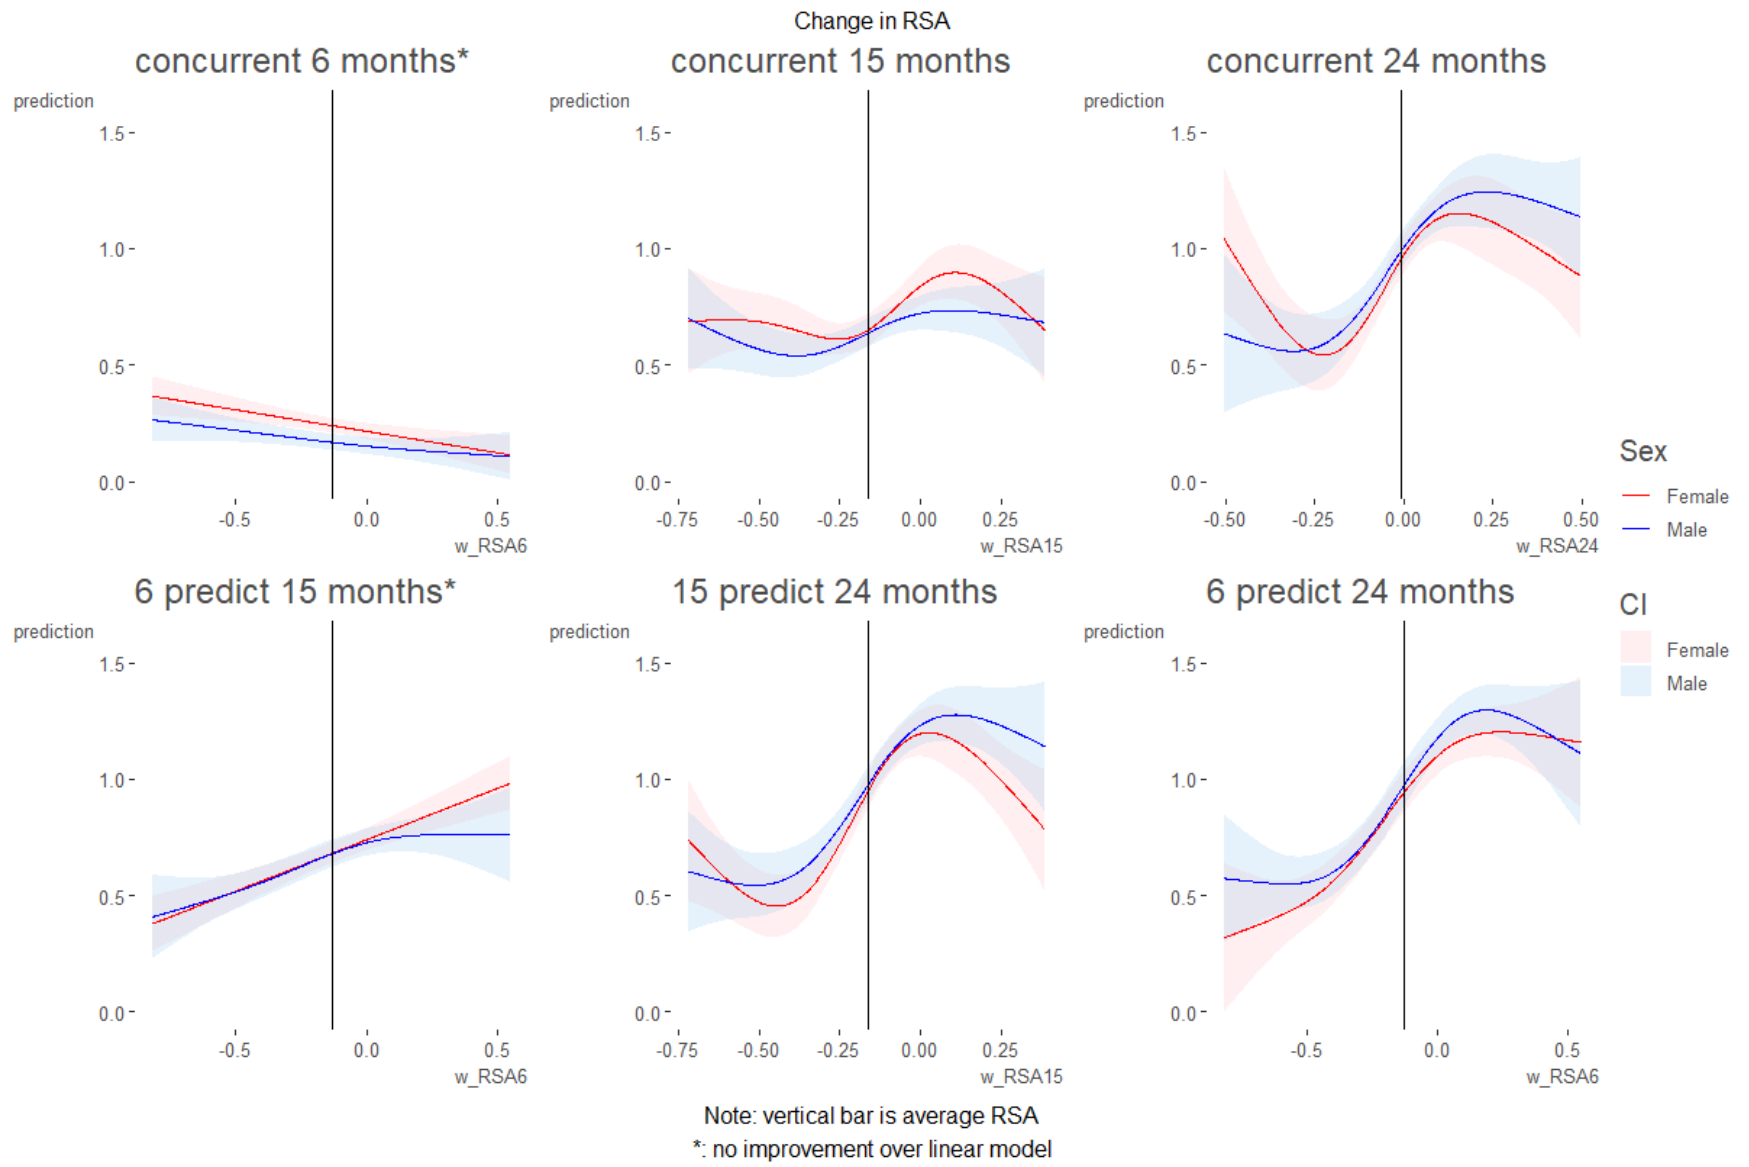 Change in RSA
concurrent 6 months*
concurrent 15 months
concurrent 24 months
prediction
1.5
1.0
0.5
0.0
-0.5 0.0 0.5
w_RSA6
prediction
1.5
1.0
0.5
0.0
-0.75 -0.50 -0.25 0.00 0.25
w_RSA15
prediction
1.5
1.0
0.5
0.0
-0.50 -0.25 0.00 0.25 0.50
w_RSA24
6 predict 15 months*
15 predict 24 months
6 predict 24 months
prediction
1.5
1.0
0.5
0.0
-0.5 0.0 0.5
w_RSA6
prediction
1.5
1.0
0.5
0.0
-0.75 -0.50 -0.25 0.00 0.25
w_RSA15
prediction
1.5
1.0
0.5
0.0
-0.5 0.0 0.5
w_RSA6
Sex
Female
Male
CI
Female
Male
Note: vertical bar is average RSA
*: no improvement over linear model